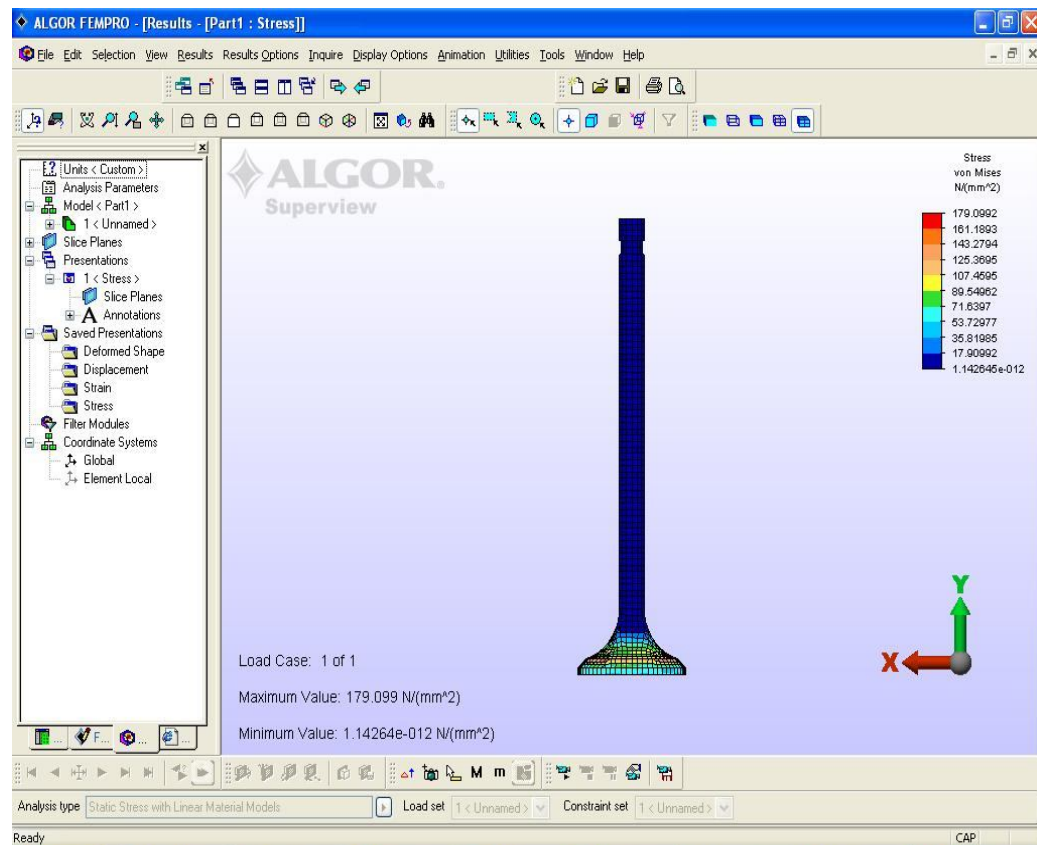 ALGOR FEMPRO - [Results - [Part1 : Stress]]
File Edit Selection View Results Results Options Inquire Display Options Animation Utilities Tools Window Help
Units < Custom >
Analysis Parameters
Model < Part1 >
1 < Unnamed >
Slice Planes
Presentations
1 < Stress >
Slice Planes
A Annotations
Saved Presentations
Deformed Shape
Displacement
Strain
Stress
Filter Modules
Coordinate Systems
Global
Element Local
F...
ALGOR.
Superview
Stress
von Mises
N/(mm^2)
179.0992
161.1893
143.2794
125.3695
107.4595
89.54962
71.6397
53.72977
35.81985
17.90992
1.142645e-012
Y
X
Load Case: 1 of 1
Maximum Value: 179.099 N/(mm^2)
Minimum Value: 1.14264e-012 N/(mm^2)
M m
Analysis type Static Stress with Linear Material Models Load set 1 < Unnamed > Constraint set 1 < Unnamed >
Ready CAP